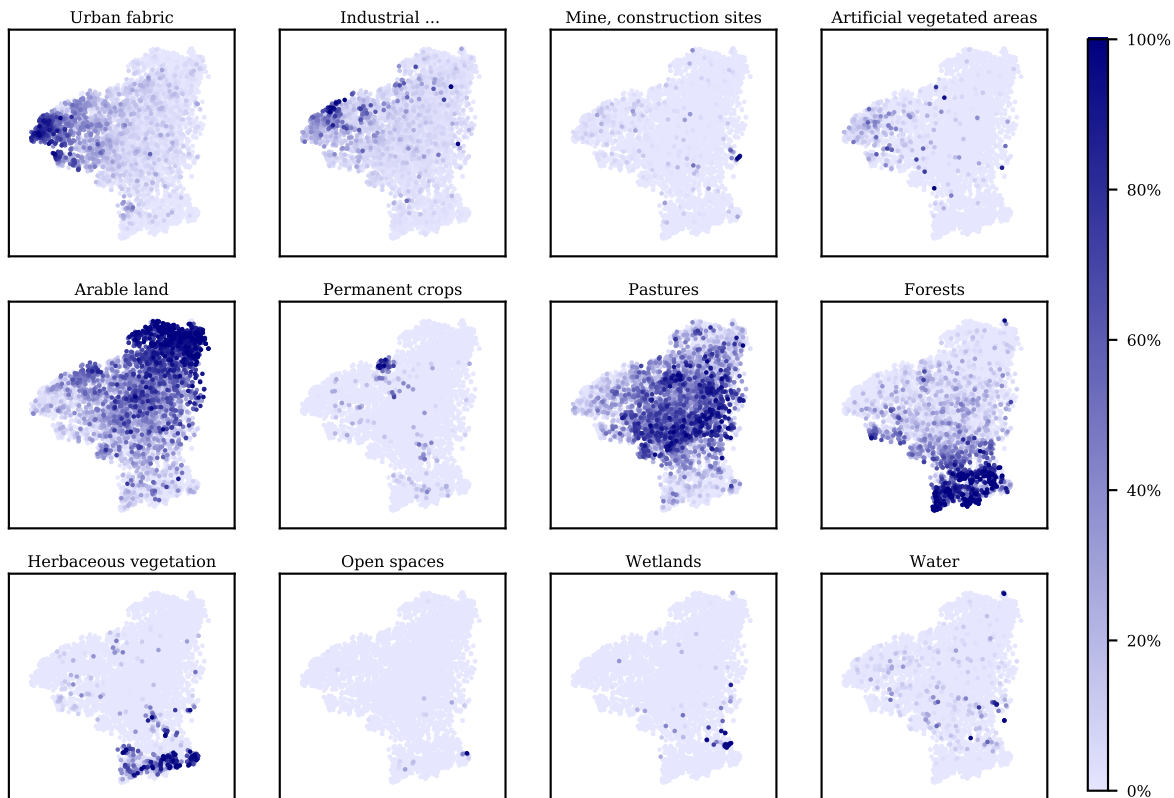 Urban fabric
Industrial ...
Mine, construction sites
Artificial vegetated areas
100%
80%
Arable land
Permanent crops
Pastures
Forests
60%
40%
Herbaceous vegetation
Open spaces
Wetlands
Water
20%
0%